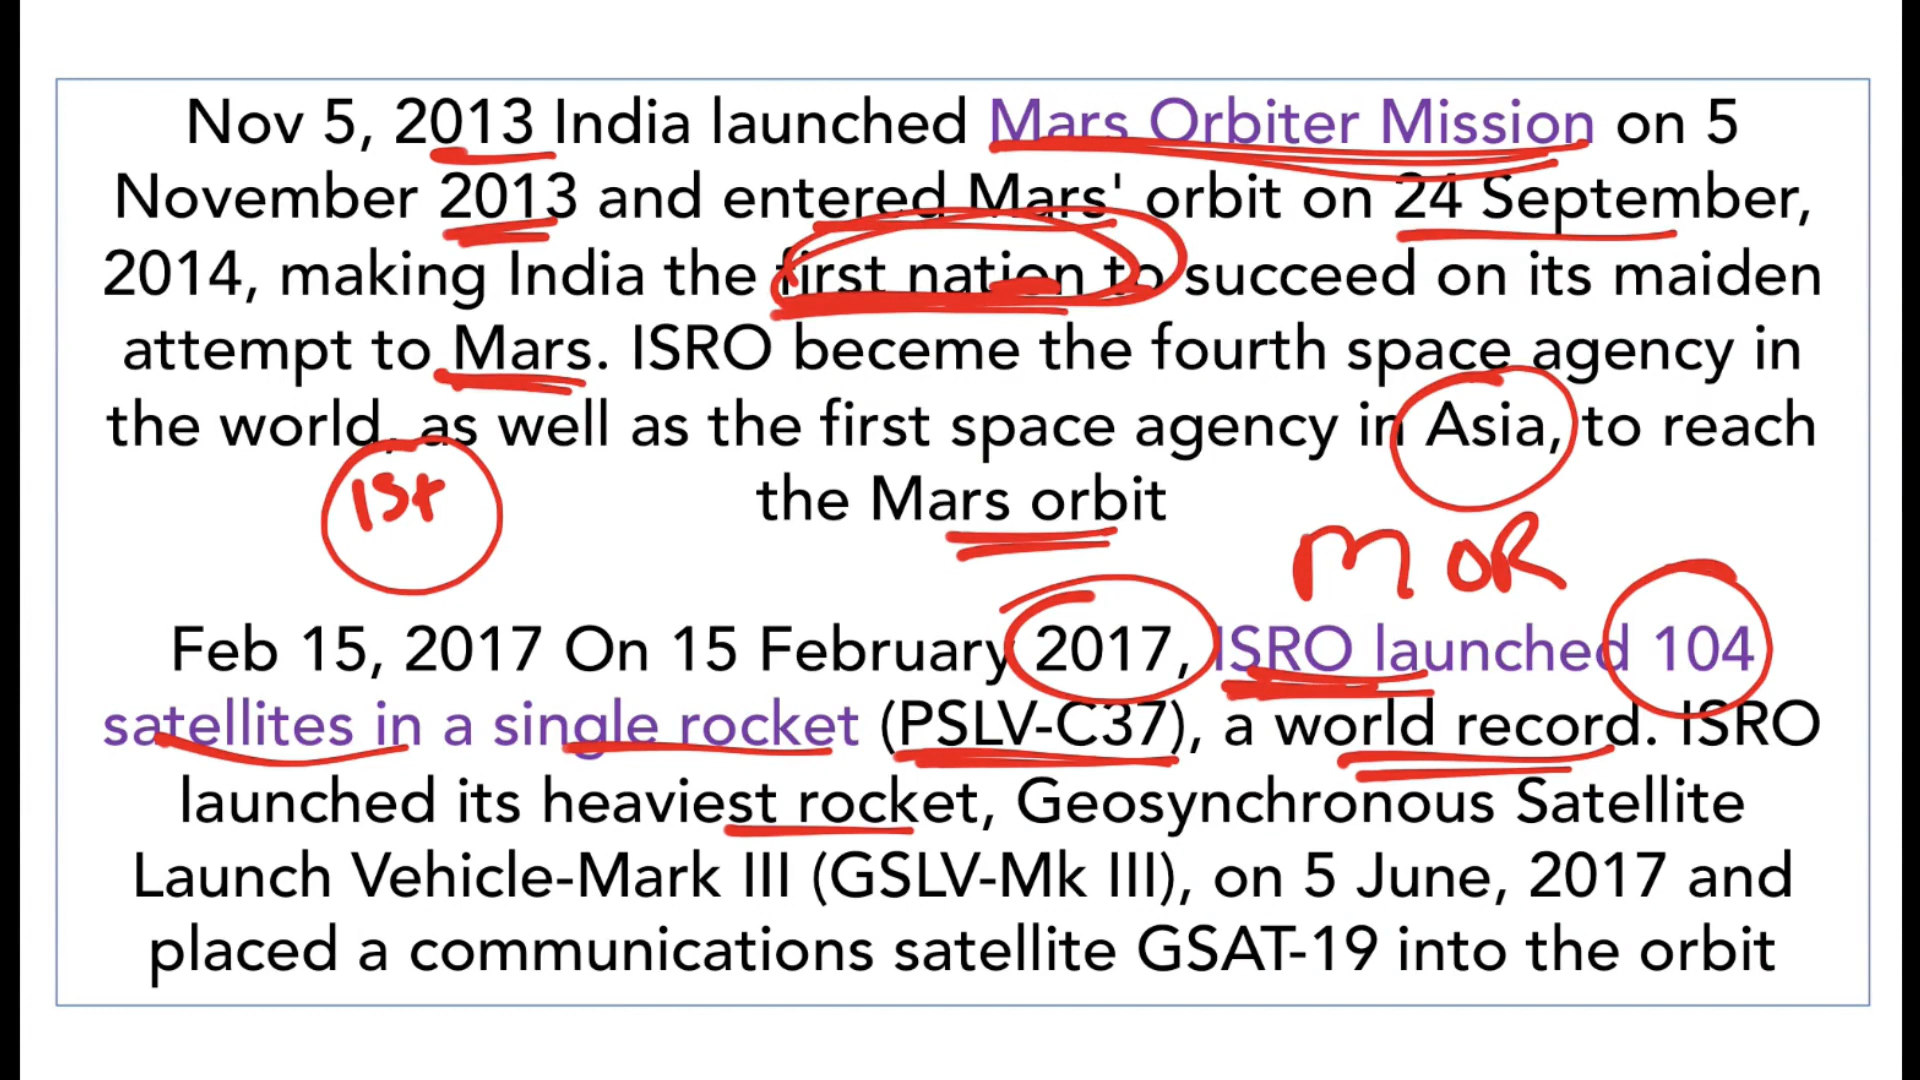 Nov 5, 2013 India launched Mars Orbiter Mission on 5
November 2013 and entered Mars' orbit on 24 September,
2014, making India the first nation to succeed on its maiden
attempt to Mars. ISRO beceme the fourth space agency in
the world, as well as the first space agency in Asia, to reach
1st
the Mars orbit
M OR
Feb 15, 2017 On 15 February 2017, ISRO launched 104
satellites in a single rocket (PSLV-C37), a world record. ISRO
launched its heaviest rocket, Geosynchronous Satellite
Launch Vehicle-Mark III (GSLV-Mk III), on 5 June, 2017 and
placed a communications satellite GSAT-19 into the orbit